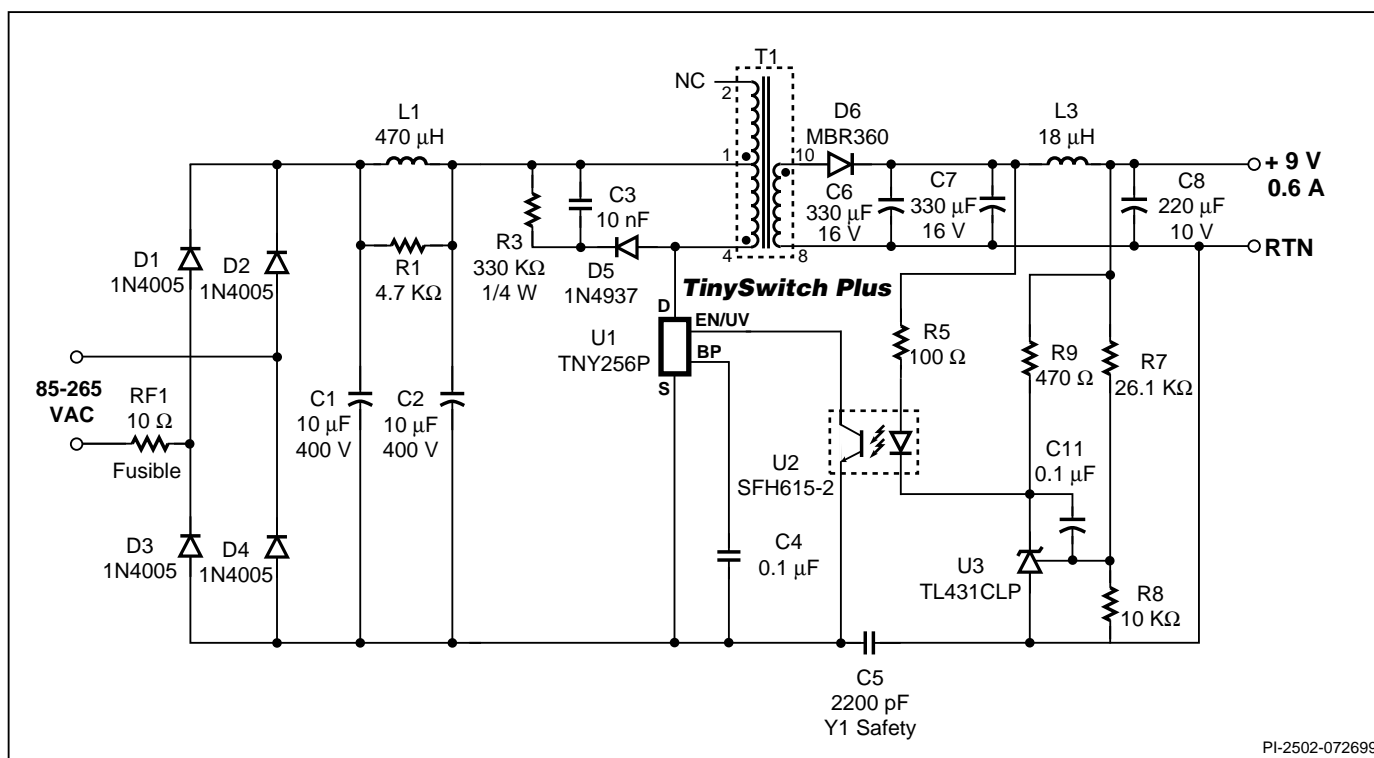 T1
NC
2
1
4
10
8
L1
470 µH
D6
MBR360
L3
18 µH
+ 9 V
0.6 A
RTN
C3
10 nF
R3
330 KΩ
1/4 W
D5
1N4937
C6
330 µF
16 V
C7
330 µF
16 V
C8
220 µF
10 V
D1
1N4005
D2
1N4005
R1
4.7 KΩ
TinySwitch Plus
D
EN/UV
BP
S
U1
TNY256P
R5
100 Ω
R9
470 Ω
R7
26.1 KΩ
85-265
VAC
RF1
10 Ω
Fusible
C1
10 µF
400 V
C2
10 µF
400 V
U2
SFH615-2
C11
0.1 µF
D3
1N4005
D4
1N4005
C4
0.1 µF
U3
TL431CLP
R8
10 KΩ
C5
2200 pF
Y1 Safety
PI-2502-072699